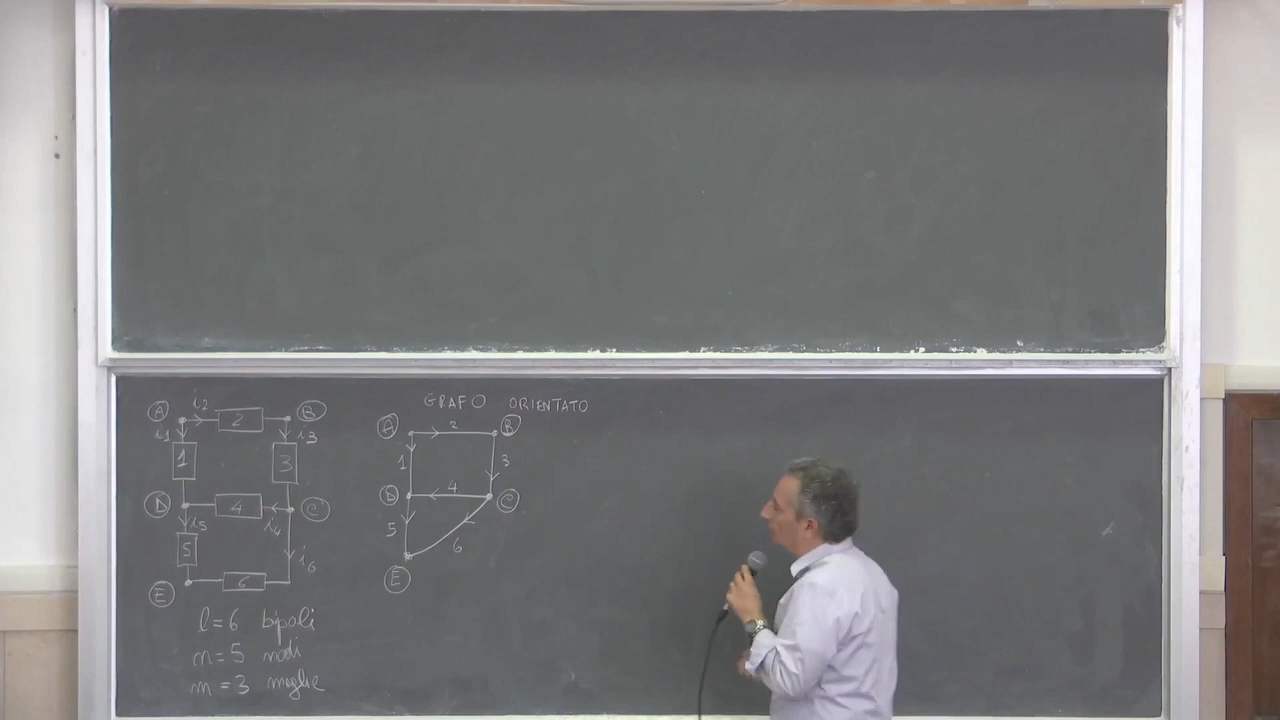 A i2 2 B
i1 i3
1 3
D 4 C
i5 i4
5 i6
E 6
l=6 bipoli
n=5 nodi
m=3 maglie
GRAFO ORIENTATO
A 2 B
1 3
D 4 C
5 6
E